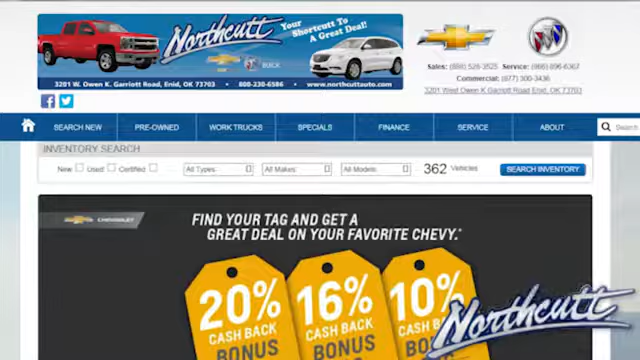 Northcutt
Your Shortcut To
A Great Deal!
BUICK
3201 W. Owen K. Garriott Road, Enid, OK 73703 • 800-330-6586 • www.northcuttauto.com
Sales: (888) 526-3525 Service: (866) 896-6367
Commercial: (877) 300-3436
3201 West Owen K. Garriott Road Enid, OK 73703
SEARCH NEW PRE-OWNED WORK TRUCKS SPECIALS FINANCE SERVICE ABOUT Search
INVENTORY SEARCH
New Used Certified All Types: All Makes: All Models: 362 Vehicles SEARCH INVENTORY
CHEVROLET
FIND YOUR TAG AND GET A
GREAT DEAL ON YOUR FAVORITE CHEVY.*
20% 16% 10%
CASH BACK CASH BACK CASH BACK
BONUS BONUS
Northcutt